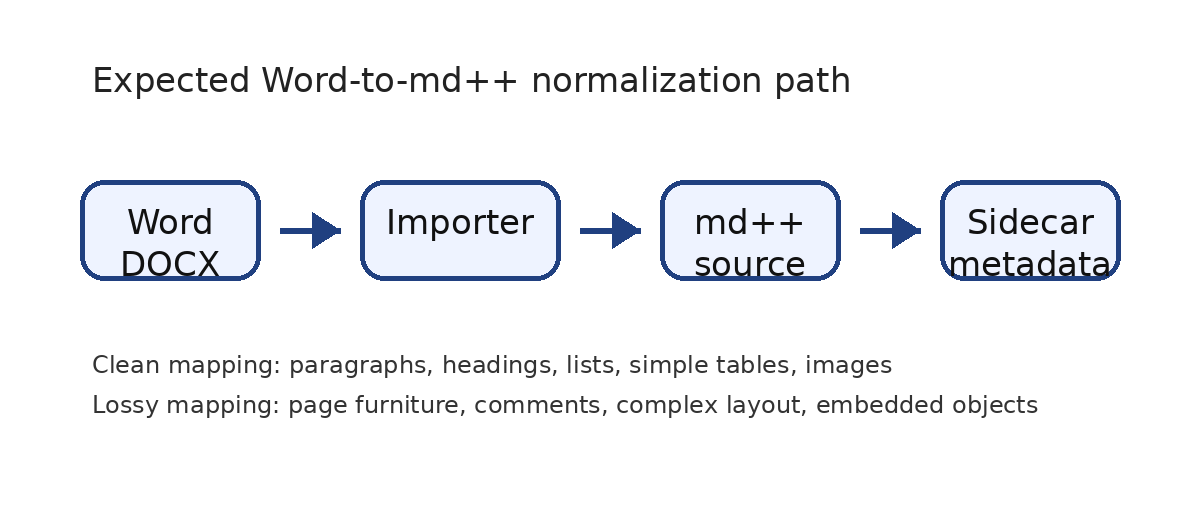 Expected Word-to-md++ normalization path
Word
DOCX
Importer
md++
source
Sidecar
metadata
Clean mapping: paragraphs, headings, lists, simple tables, images
Lossy mapping: page furniture, comments, complex layout, embedded objects